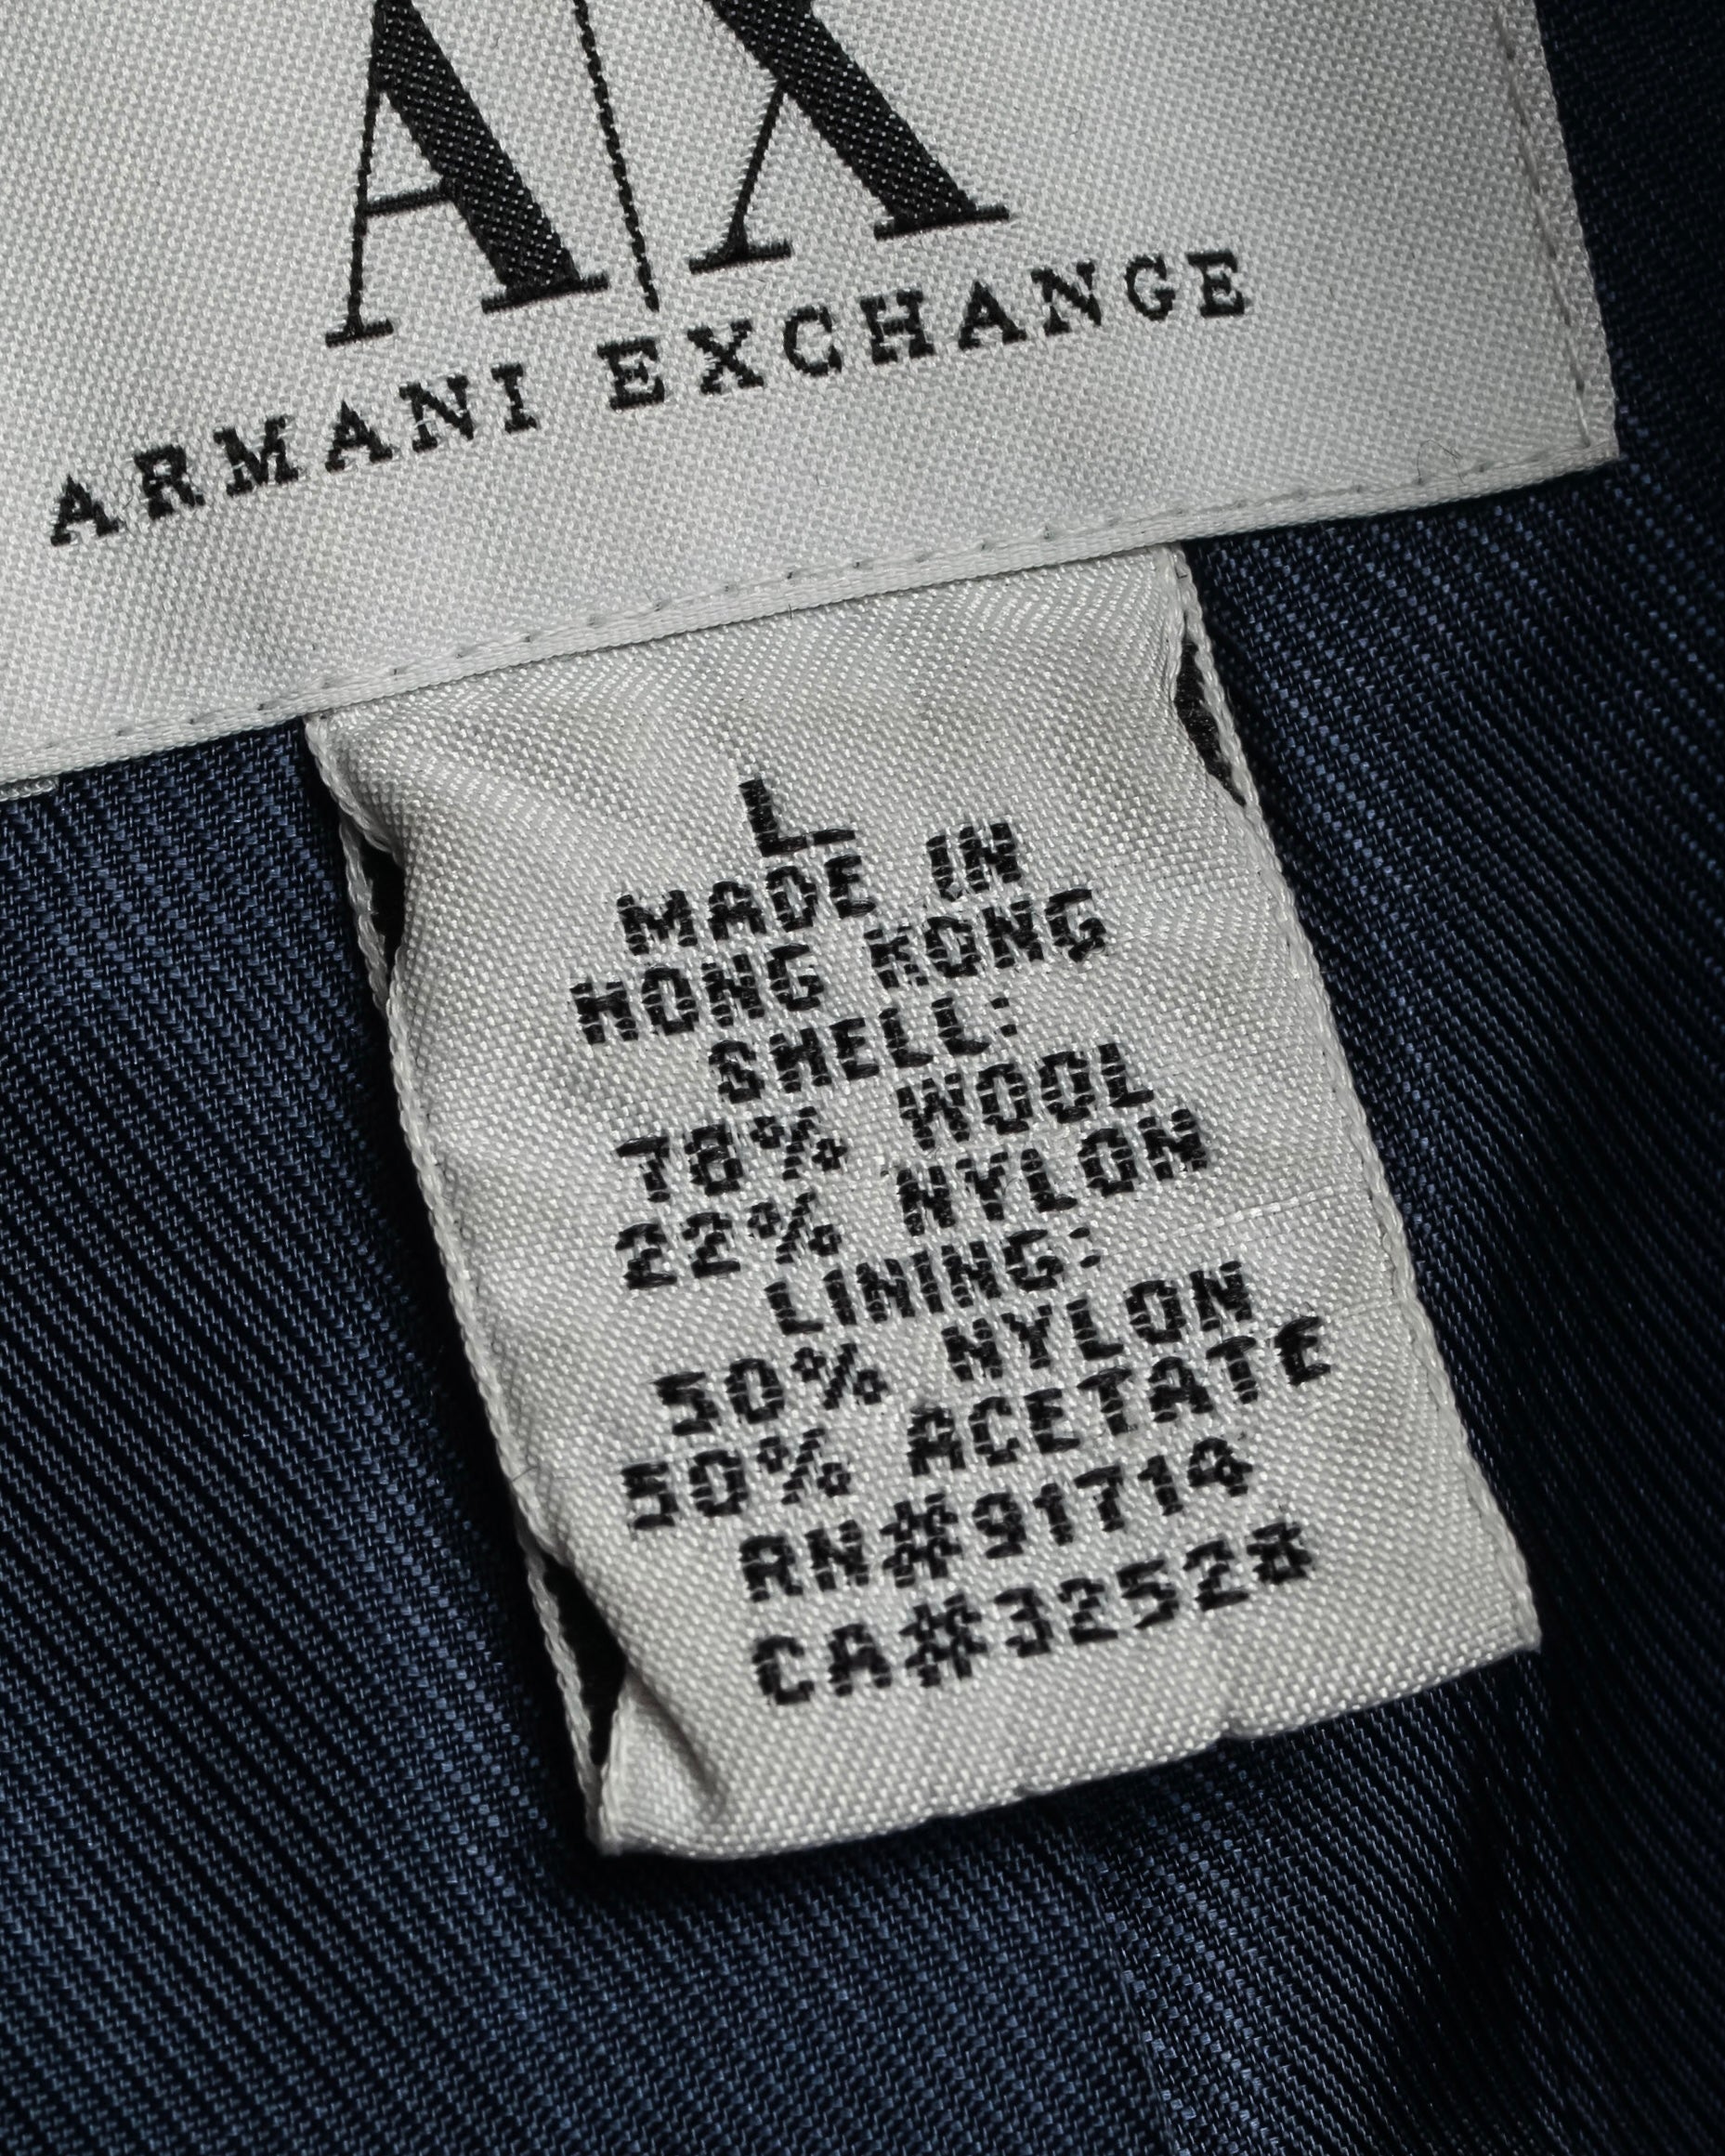 A|X
ARMANI EXCHANGE
L
MADE IN
HONG KONG
SHELL:
78% WOOL
22% NYLON
LINING:
50% NYLON
50% ACETATE
RN#91714
CA#32528